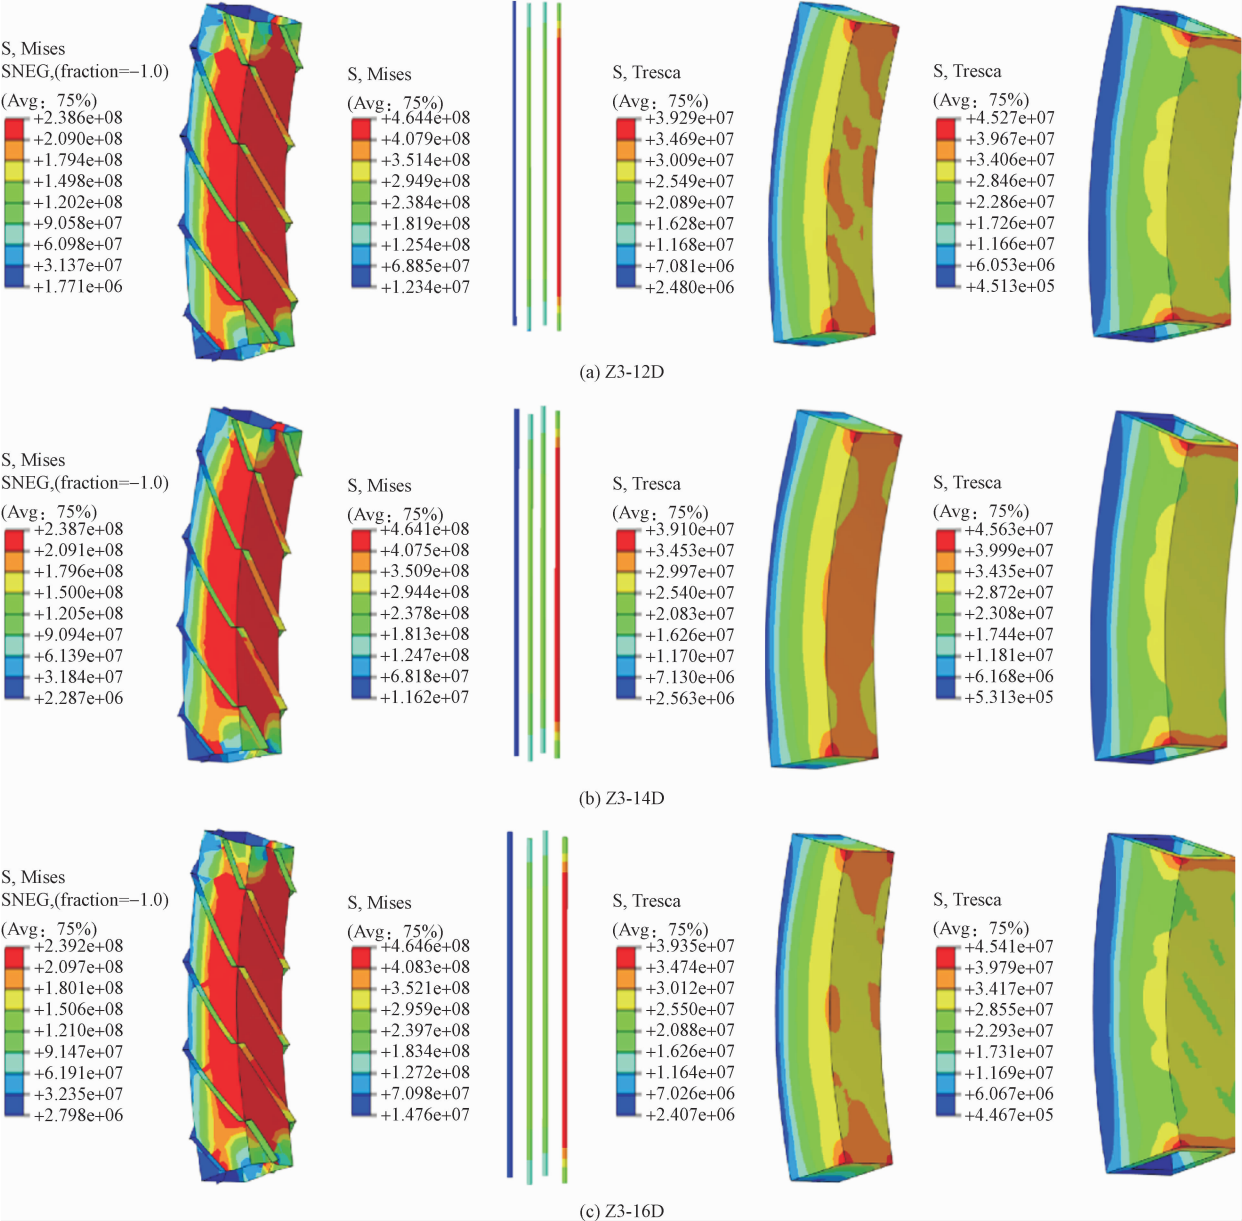 S, Mises
SNEG,(fraction=−1.0)
(Avg：75%)
+2.386e+08
+2.090e+08
+1.794e+08
+1.498e+08
+1.202e+08
+9.058e+07
+6.098e+07
+3.137e+07
+1.771e+06
S, Mises
(Avg：75%)
+4.644e+08
+4.079e+08
+3.514e+08
+2.949e+08
+2.384e+08
+1.819e+08
+1.254e+08
+6.885e+07
+1.234e+07
S, Tresca
(Avg：75%)
+3.929e+07
+3.469e+07
+3.009e+07
+2.549e+07
+2.089e+07
+1.628e+07
+1.168e+07
+7.081e+06
+2.480e+06
S, Tresca
(Avg：75%)
+4.527e+07
+3.967e+07
+3.406e+07
+2.846e+07
+2.286e+07
+1.726e+07
+1.166e+07
+6.053e+06
+4.513e+05
(a) Z3-12D
S, Mises
SNEG,(fraction=−1.0)
(Avg：75%)
+2.387e+08
+2.091e+08
+1.796e+08
+1.500e+08
+1.205e+08
+9.094e+07
+6.139e+07
+3.184e+07
+2.287e+06
S, Mises
(Avg：75%)
+4.641e+08
+4.075e+08
+3.509e+08
+2.944e+08
+2.378e+08
+1.813e+08
+1.247e+08
+6.818e+07
+1.162e+07
S, Tresca
(Avg：75%)
+3.910e+07
+3.453e+07
+2.997e+07
+2.540e+07
+2.083e+07
+1.626e+07
+1.170e+07
+7.130e+06
+2.563e+06
S, Tresca
(Avg：75%)
+4.563e+07
+3.999e+07
+3.435e+07
+2.872e+07
+2.308e+07
+1.744e+07
+1.181e+07
+6.168e+06
+5.313e+05
(b) Z3-14D
S, Mises
SNEG,(fraction=−1.0)
(Avg：75%)
+2.392e+08
+2.097e+08
+1.801e+08
+1.506e+08
+1.210e+08
+9.147e+07
+6.191e+07
+3.235e+07
+2.798e+06
S, Mises
(Avg：75%)
+4.646e+08
+4.083e+08
+3.521e+08
+2.959e+08
+2.397e+08
+1.834e+08
+1.272e+08
+7.098e+07
+1.476e+07
S, Tresca
(Avg：75%)
+3.935e+07
+3.474e+07
+3.012e+07
+2.550e+07
+2.088e+07
+1.626e+07
+1.164e+07
+7.026e+06
+2.407e+06
S, Tresca
(Avg：75%)
+4.541e+07
+3.979e+07
+3.417e+07
+2.855e+07
+2.293e+07
+1.731e+07
+1.169e+07
+6.067e+06
+4.467e+05
(c) Z3-16D